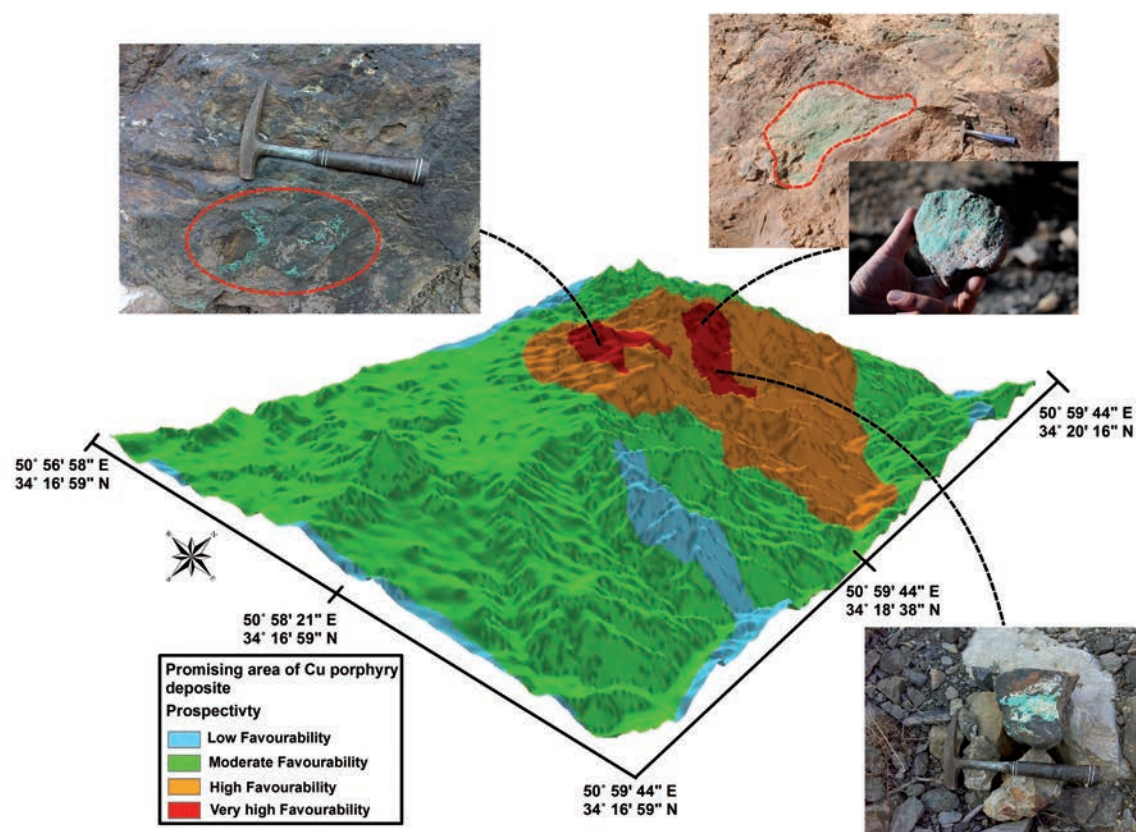 50° 59' 44" E
34° 20' 16" N
50° 56' 58" E
34° 16' 59" N
50° 59' 44" E
34° 18' 38" N
50° 58' 21" E
34° 16' 59" N
50° 59' 44" E
34° 16' 59" N
Promising area of Cu porphyry
deposite
Prospectivty
Low Favourability
Moderate Favourability
High Favourability
Very high Favourability